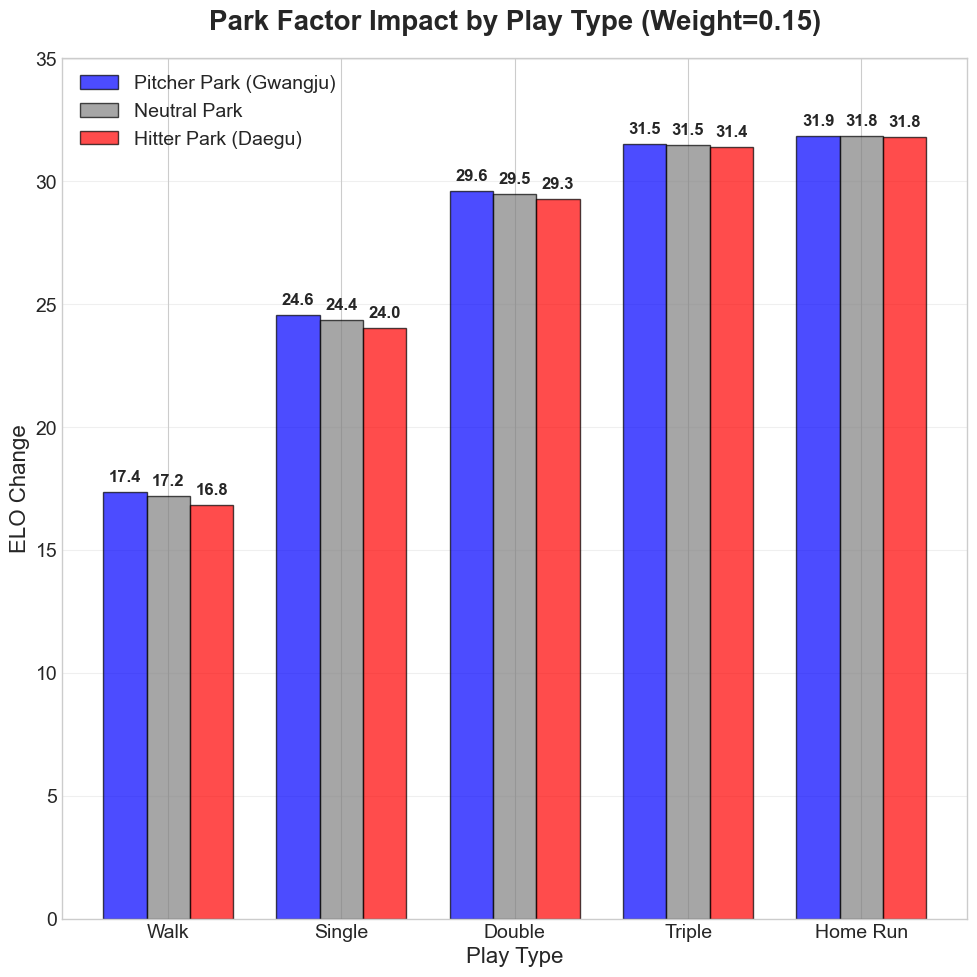 Park Factor Impact by Play Type (Weight=0.15)
Pitcher Park (Gwangju)
Neutral Park
Hitter Park (Daegu)
35
30
25
20
15
10
5
0
ELO Change
17.4 17.2 16.8
24.6 24.4 24.0
29.6 29.5 29.3
31.5 31.5 31.4
31.9 31.8 31.8
Walk Single Double Triple Home Run
Play Type